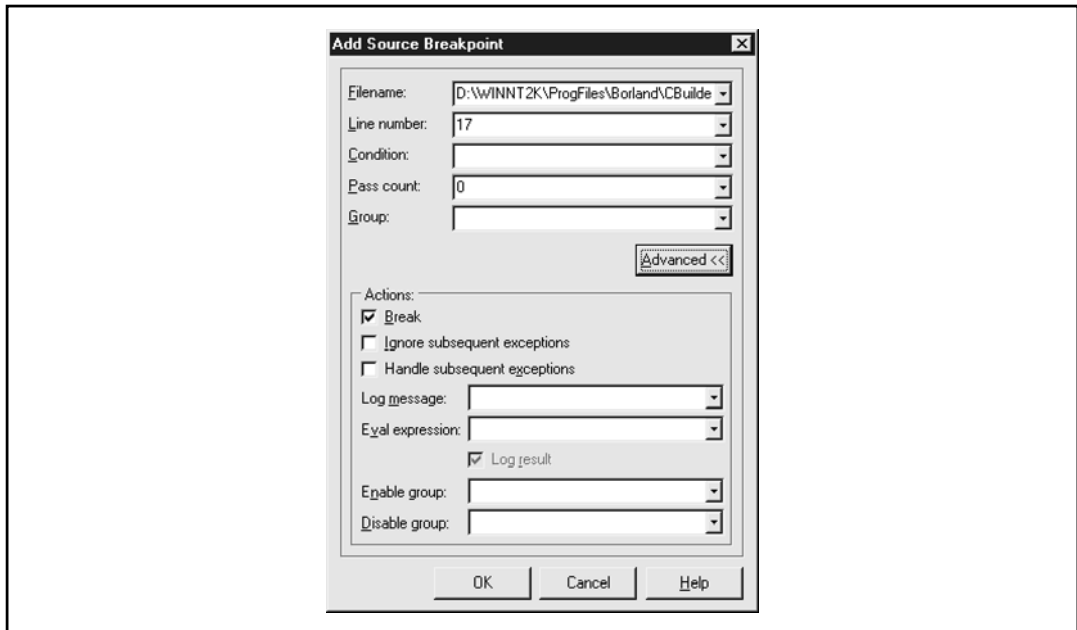 Add Source Breakpoint
Filename: D:\WINNT2K\ProgFiles\Borland\CBuilde
Line number: 17
Condition:
Pass count: 0
Group:
Advanced <<
Actions:
Break
Ignore subsequent exceptions
Handle subsequent exceptions
Log message:
Eval expression:
Log result
Enable group:
Disable group:
OK Cancel Help